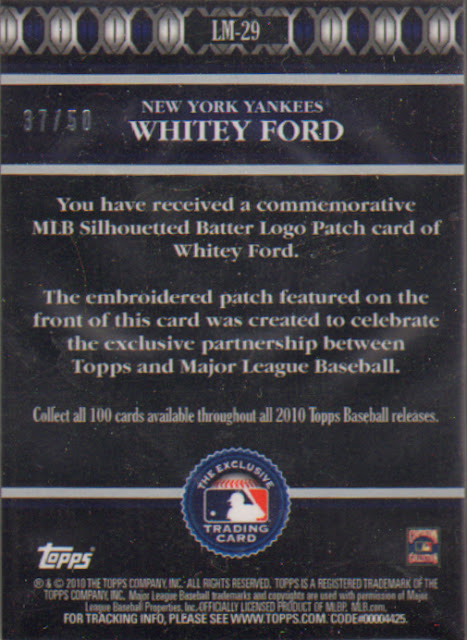 LM-29
37/50
NEW YORK YANKEES®
WHITEY FORD
You have received a commemorative
MLB Silhouetted Batter Logo Patch card of
Whitey Ford.
The embroidered patch featured on the
front of this card was created to celebrate
the exclusive partnership between
Topps and Major League Baseball.
Collect all 100 cards available throughout all 2010 Topps Baseball releases.
THE EXCLUSIVE
TRADING
CARD
topps
® & © 2010 THE TOPPS COMPANY, INC. ALL RIGHTS RESERVED. TOPPS IS A REGISTERED TRADEMARK OF THE
TOPPS COMPANY, INC. Major League Baseball trademarks and copyrights are used with permission of Major
League Baseball Properties, Inc. OFFICIALLY LICENSED PRODUCT OF MLBP. MLB.com.
FOR TRACKING INFO, PLEASE SEE WWW.TOPPS.COM. CODE#00004425.